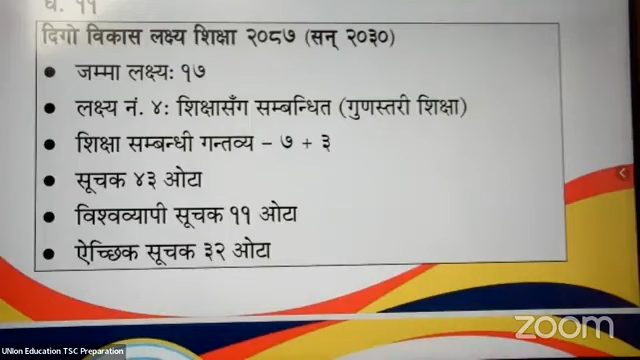 घ. ११
दिगो विकास लक्ष्य शिक्षा २०८७ (सन् २०३०)
• जम्मा लक्ष्यः १७
• लक्ष्य नं. ४ः शिक्षासँग सम्बन्धित (गुणस्तरी शिक्षा)
• शिक्षा सम्बन्धी गन्तव्य – ७ + ३
• सूचक ४३ ओटा
• विश्वव्यापी सूचक ११ ओटा
• ऐच्छिक सूचक ३२ ओटा
zoom
UNIon Education TSC Preparation